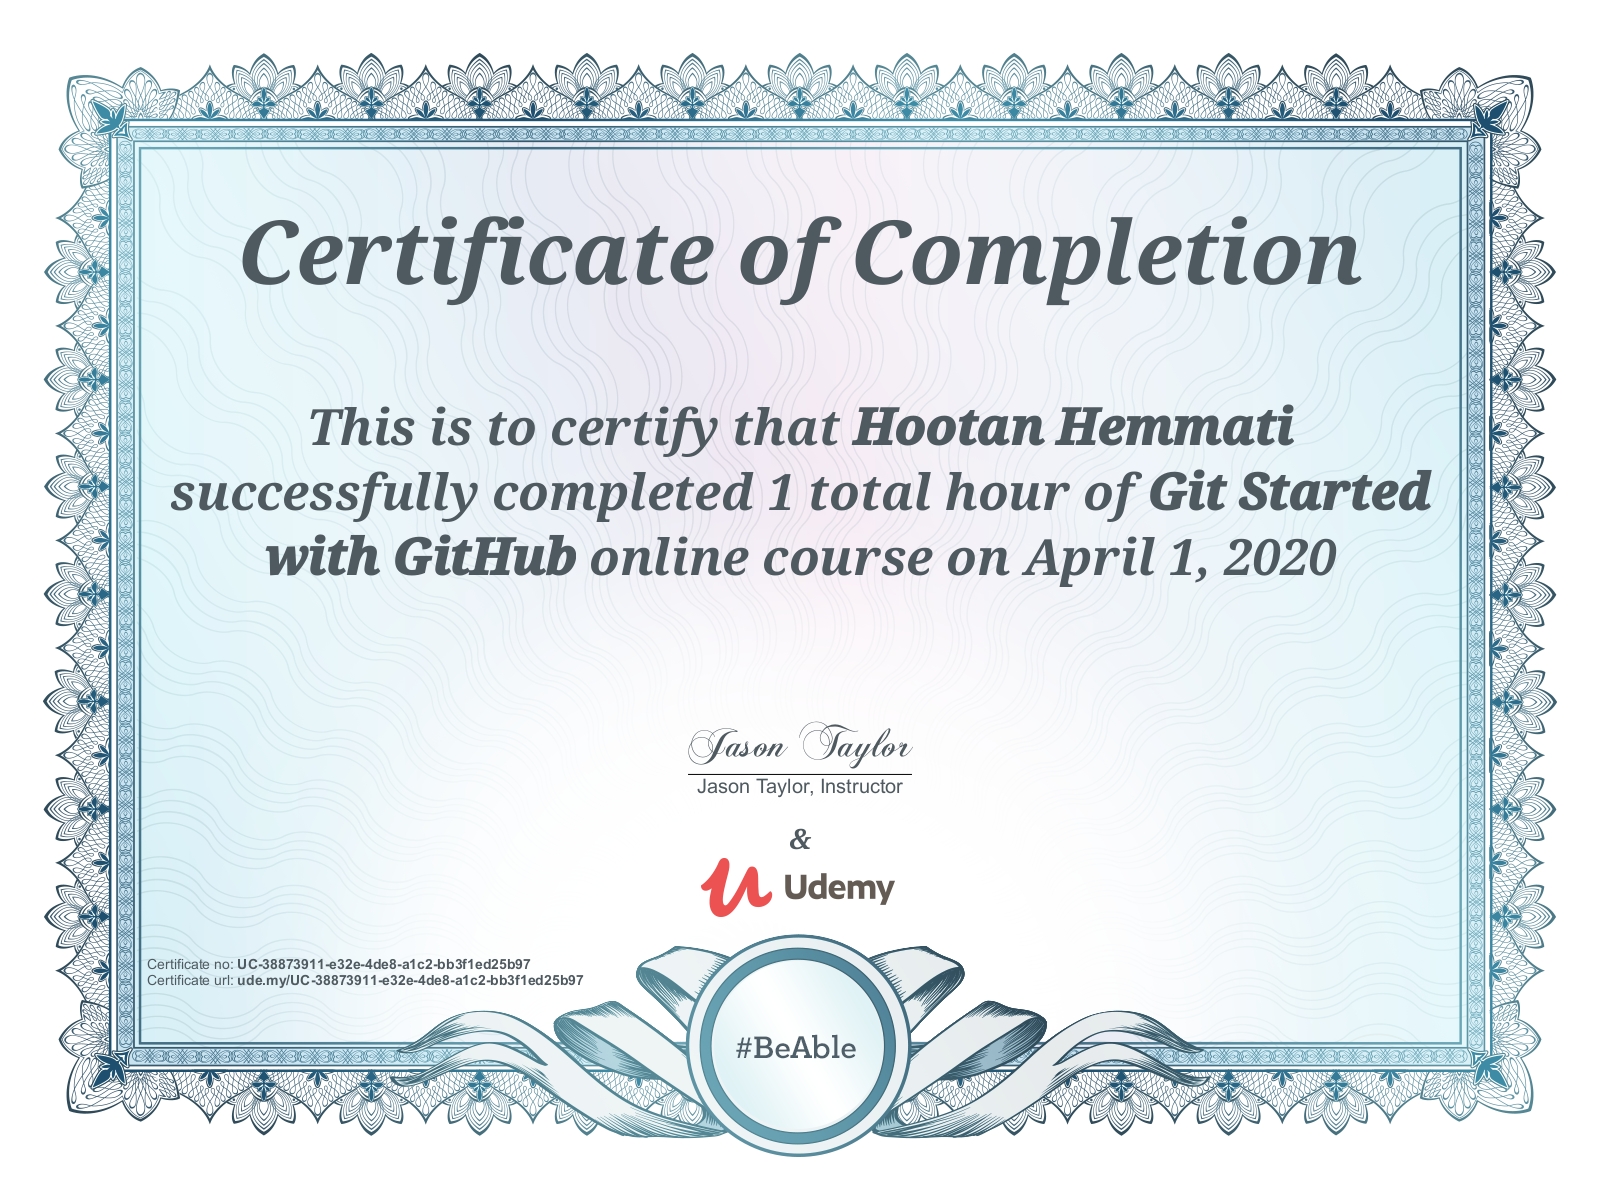 Certificate of Completion
This is to certify that Hootan Hemmati
successfully completed 1 total hour of Git Started
with GitHub online course on April 1, 2020
Jason Taylor
Jason Taylor, Instructor
&
Udemy
Certificate no: UC-38873911-e32e-4de8-a1c2-bb3f1ed25b97
Certificate url: ude.my/UC-38873911-e32e-4de8-a1c2-bb3f1ed25b97
#BeAble